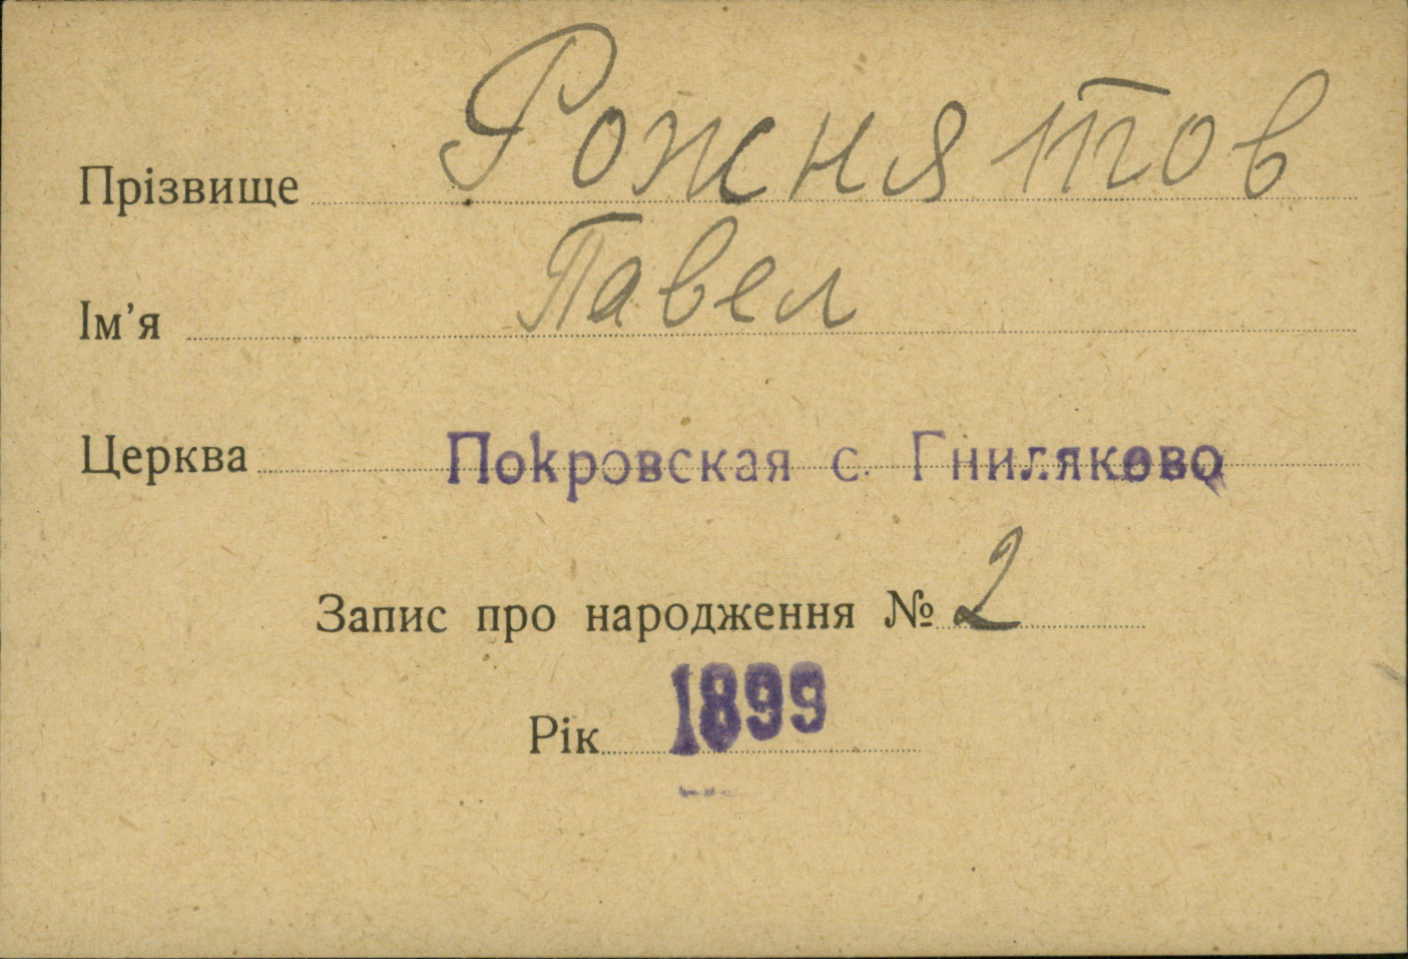 Прізвище Рожнятов
Ім’я Павел
Церква Покровская с. Гниляково
Запис про народження № 2
Рік 1899